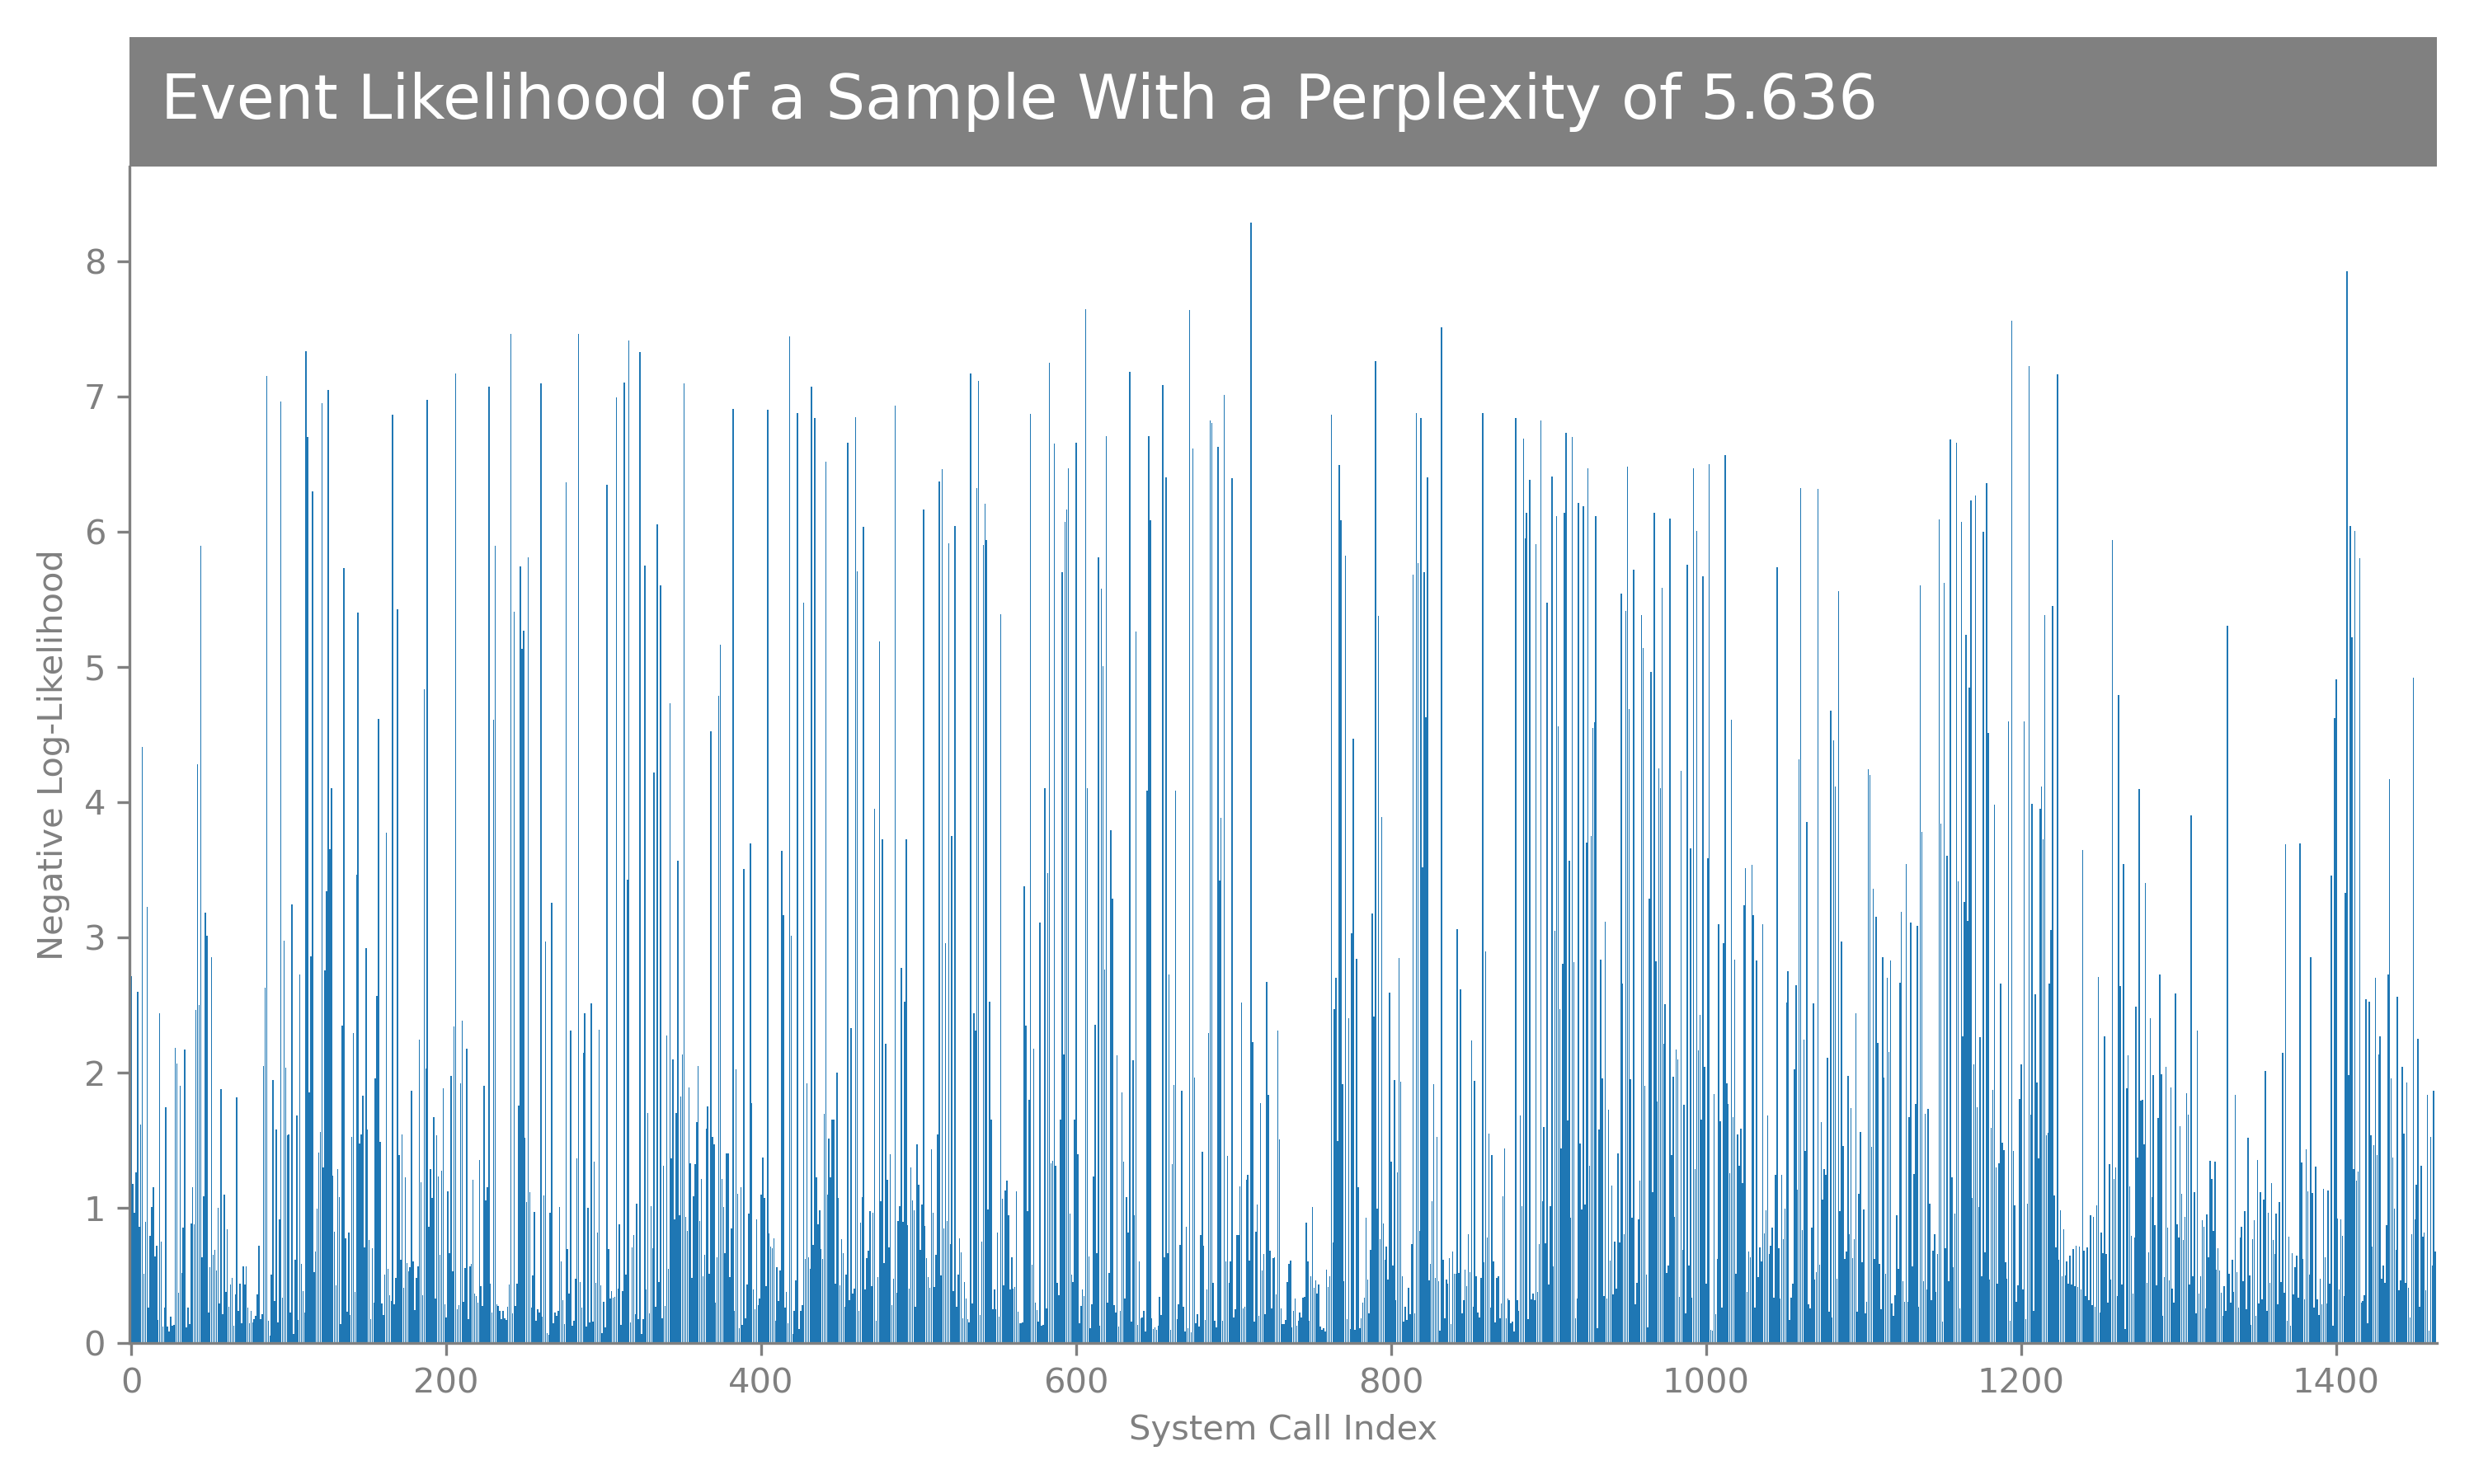 Event Likelihood of a Sample With a Perplexity of 5.636
8
7
6
5
4
3
2
1
0
Negative Log-Likelihood
0 200 400 600 800 1000 1200 1400
System Call Index